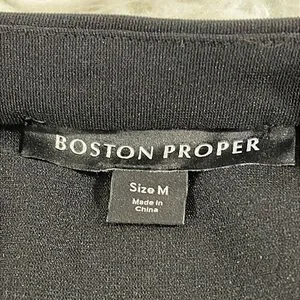 BOSTON PROPER
Size M
Made in
China